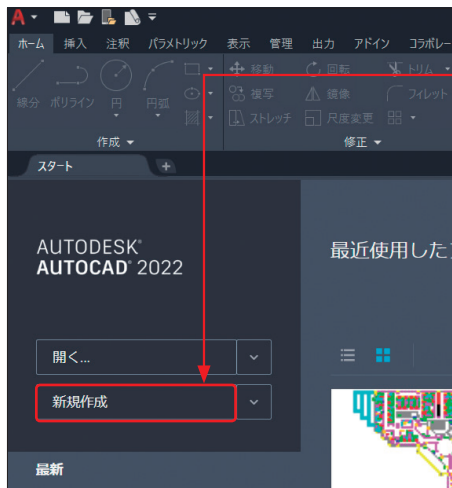 A
ホーム 挿入 注釈 パラメトリック 表示 管理 出力 アドイン コラボレー
移動 回転 トリム
線分 ポリライン 円 円弧 複写 鏡像 フィレット
ストレッチ 尺度変更
作成 修正
スタート +
AUTODESK®
AUTOCAD® 2022
最近使用した
開く...
新規作成
最新